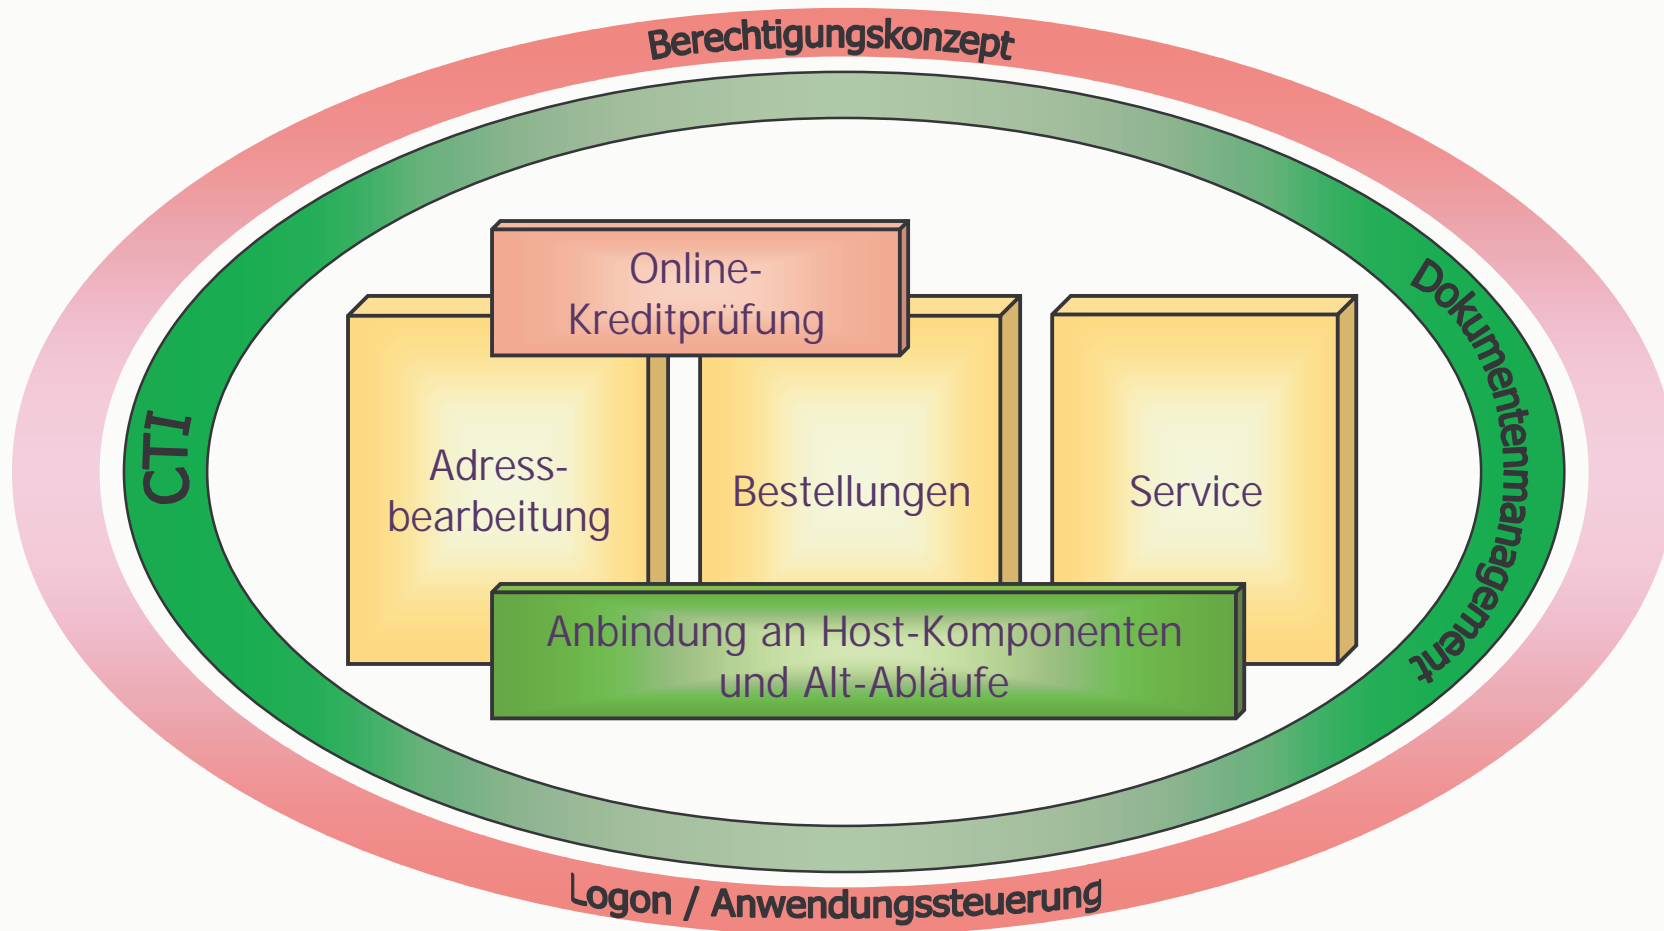 Berechtigungskonzept
Online-
Kreditprüfung
CTI
Adress-
bearbeitung
Bestellungen
Service
Dokumentenmanagement
Anbindung an Host-Komponenten
und Alt-Abläufe
Logon / Anwendungssteuerung